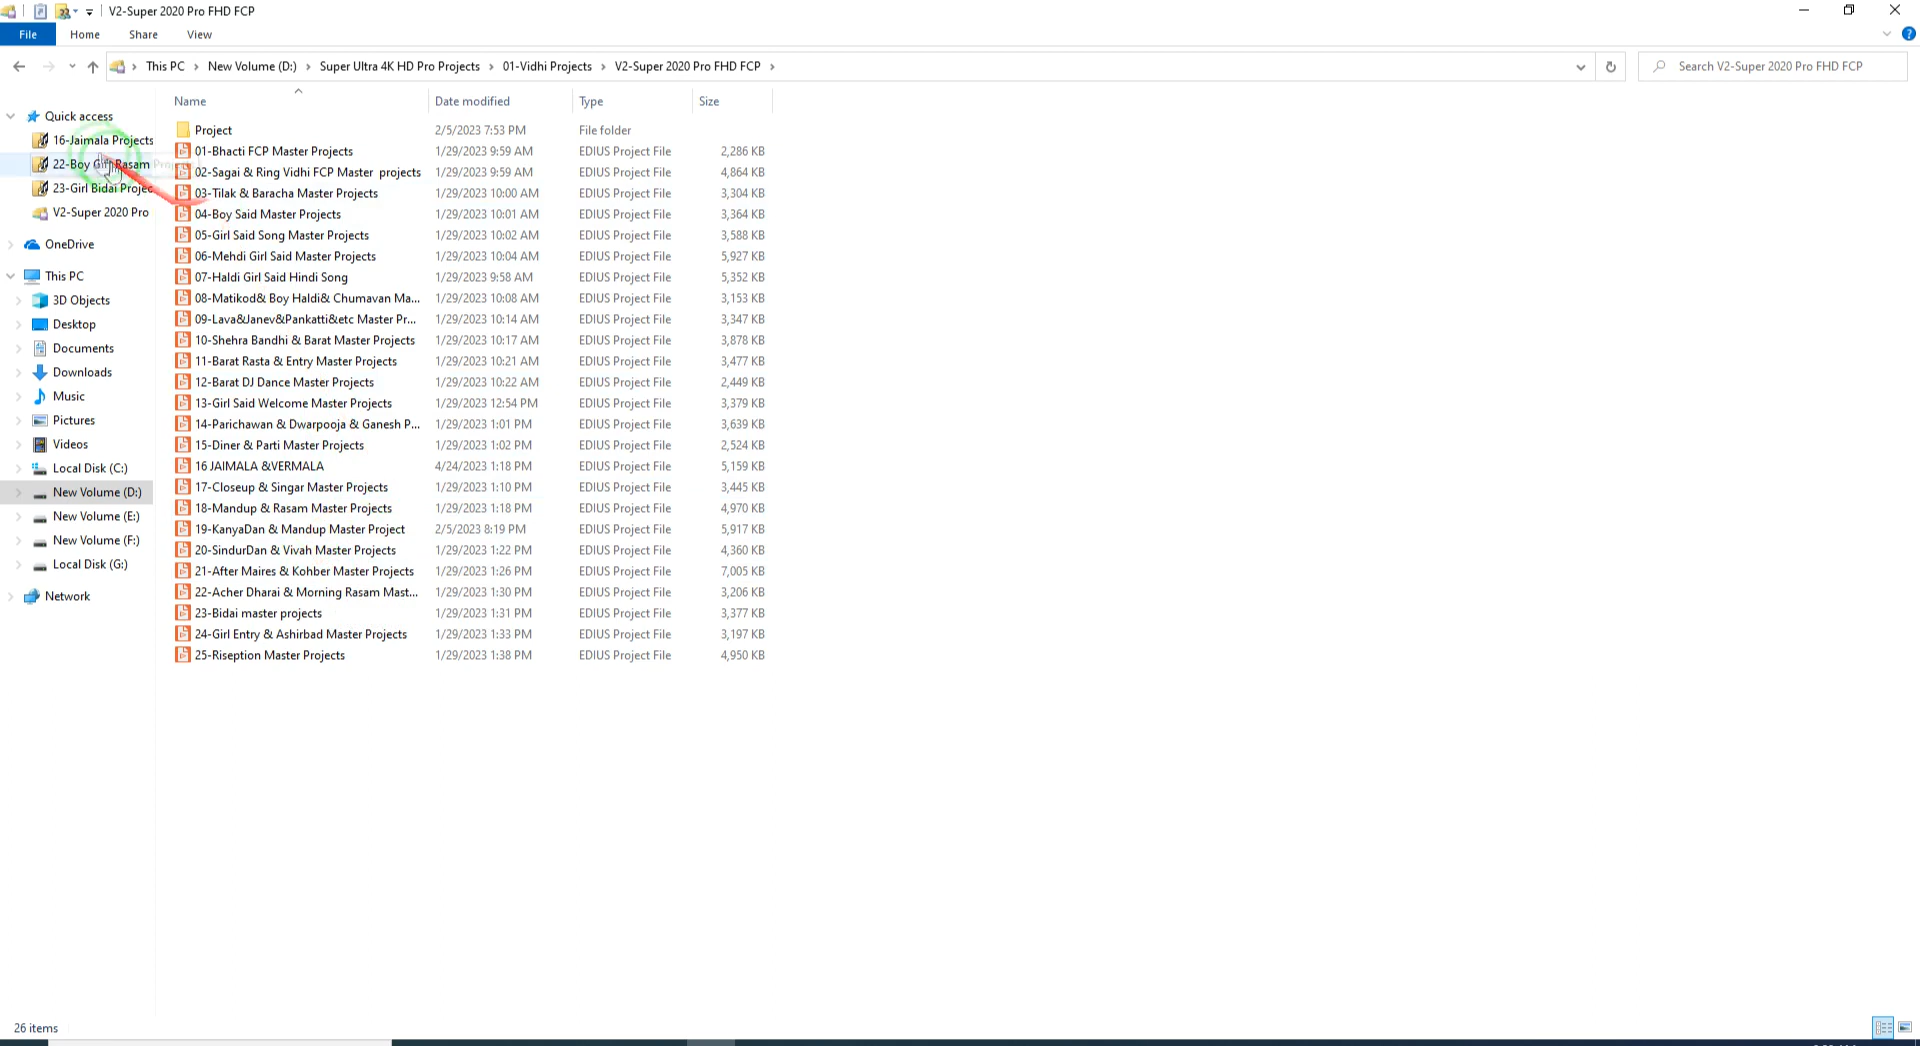 V2-Super 2020 Pro FHD FCP
File Home Share View
This PC › New Volume (D:) › Super Ultra 4K HD Pro Projects › 01-Vidhi Projects › V2-Super 2020 Pro FHD FCP ›
Search V2-Super 2020 Pro FHD FCP
Quick access
16-Jaimala Projects
22-Boy Girl Rasam
23-Girl Bidai Projec
V2-Super 2020 Pro
OneDrive
This PC
3D Objects
Desktop
Documents
Downloads
Music
Pictures
Videos
Local Disk (C:)
New Volume (D:)
New Volume (E:)
New Volume (F:)
Local Disk (G:)
Network
Name Date modified Type Size
Project 2/5/2023 7:53 PM File folder
01-Bhacti FCP Master Projects 1/29/2023 9:59 AM EDIUS Project File 2,286 KB
02-Sagai & Ring Vidhi FCP Master projects 1/29/2023 9:59 AM EDIUS Project File 4,864 KB
03-Tilak & Baracha Master Projects 1/29/2023 10:00 AM EDIUS Project File 3,304 KB
04-Boy Said Master Projects 1/29/2023 10:01 AM EDIUS Project File 3,364 KB
05-Girl Said Song Master Projects 1/29/2023 10:02 AM EDIUS Project File 3,588 KB
06-Mehdi Girl Said Master Projects 1/29/2023 10:04 AM EDIUS Project File 5,927 KB
07-Haldi Girl Said Hindi Song 1/29/2023 9:58 AM EDIUS Project File 5,352 KB
08-Matikod& Boy Haldi& Chumavan Ma... 1/29/2023 10:08 AM EDIUS Project File 3,153 KB
09-Lava&Janev&Pankatti&etc Master Pr... 1/29/2023 10:14 AM EDIUS Project File 3,347 KB
10-Shehra Bandhi & Barat Master Projects 1/29/2023 10:17 AM EDIUS Project File 3,878 KB
11-Barat Rasta & Entry Master Projects 1/29/2023 10:21 AM EDIUS Project File 3,477 KB
12-Barat DJ Dance Master Projects 1/29/2023 10:22 AM EDIUS Project File 2,449 KB
13-Girl Said Welcome Master Projects 1/29/2023 12:54 PM EDIUS Project File 3,379 KB
14-Parichawan & Dwarpooja & Ganesh P... 1/29/2023 1:01 PM EDIUS Project File 3,639 KB
15-Diner & Parti Master Projects 1/29/2023 1:02 PM EDIUS Project File 2,524 KB
16 JAIMALA &VERMALA 4/24/2023 1:18 PM EDIUS Project File 5,159 KB
17-Closeup & Singar Master Projects 1/29/2023 1:10 PM EDIUS Project File 3,445 KB
18-Mandup & Rasam Master Projects 1/29/2023 1:18 PM EDIUS Project File 4,970 KB
19-KanyaDan & Mandup Master Project 2/5/2023 8:19 PM EDIUS Project File 5,917 KB
20-SindurDan & Vivah Master Projects 1/29/2023 1:22 PM EDIUS Project File 4,360 KB
21-After Maires & Kohber Master Projects 1/29/2023 1:26 PM EDIUS Project File 7,005 KB
22-Acher Dharai & Morning Rasam Mast... 1/29/2023 1:30 PM EDIUS Project File 3,206 KB
23-Bidai master projects 1/29/2023 1:31 PM EDIUS Project File 3,377 KB
24-Girl Entry & Ashirbad Master Projects 1/29/2023 1:33 PM EDIUS Project File 3,197 KB
25-Riseption Master Projects 1/29/2023 1:38 PM EDIUS Project File 4,950 KB
26 items